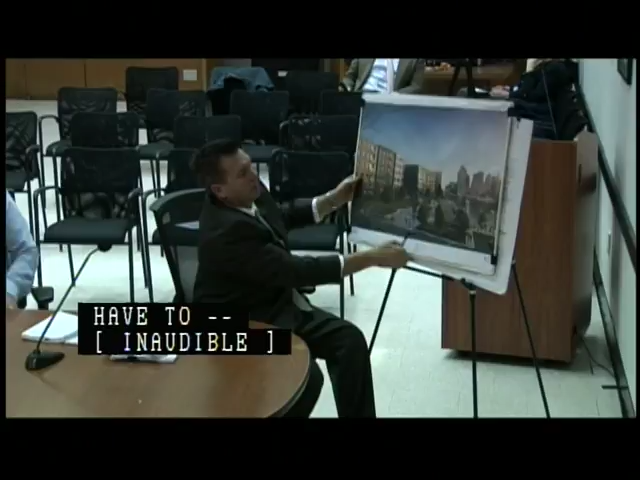 HAVE TO --
[ INAUDIBLE ]